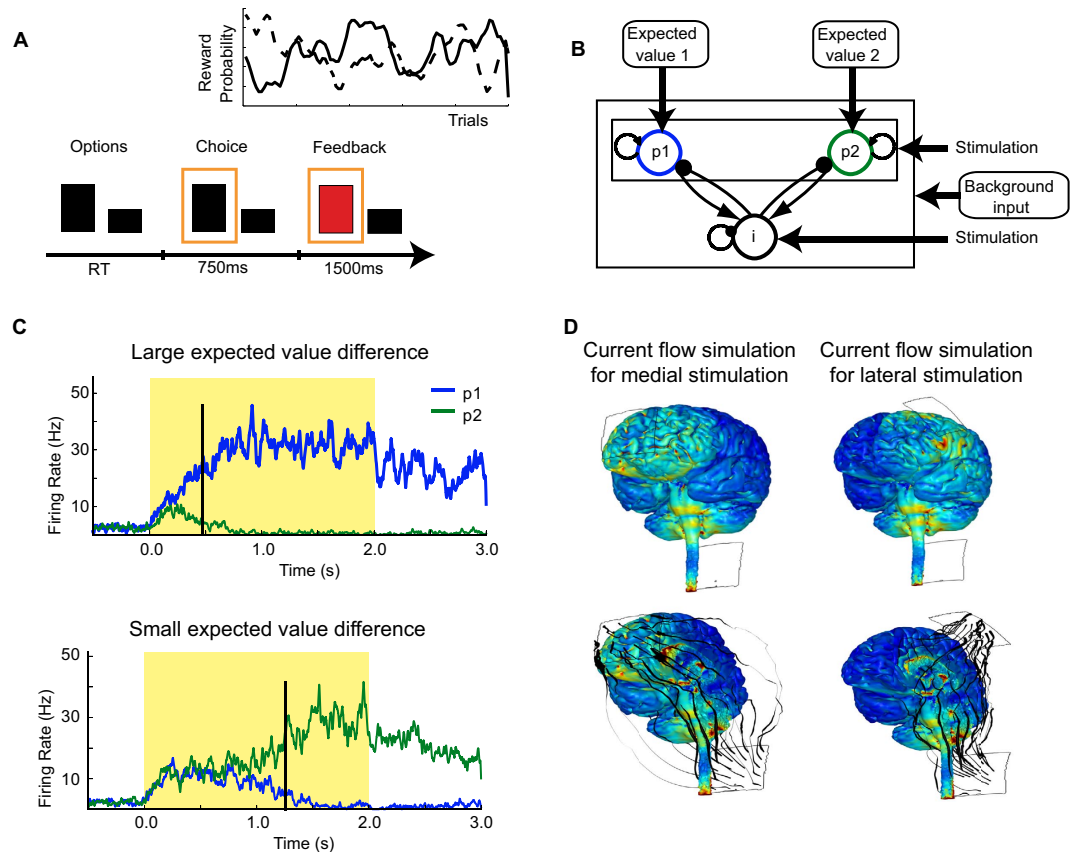 A
Reward
Probability
Trials
Options
Choice
Feedback
RT
750ms
1500ms
B
Expected
value 1
Expected
value 2
p1
p2
i
Stimulation
Background
input
Stimulation
C
Large expected value difference
p1
p2
Firing Rate (Hz)
50
30
10
0.0
1.0
2.0
3.0
Time (s)
Small expected value difference
Firing Rate (Hz)
50
30
10
0.0
1.0
2.0
3.0
Time (s)
D
Current flow simulation
for medial stimulation
Current flow simulation
for lateral stimulation